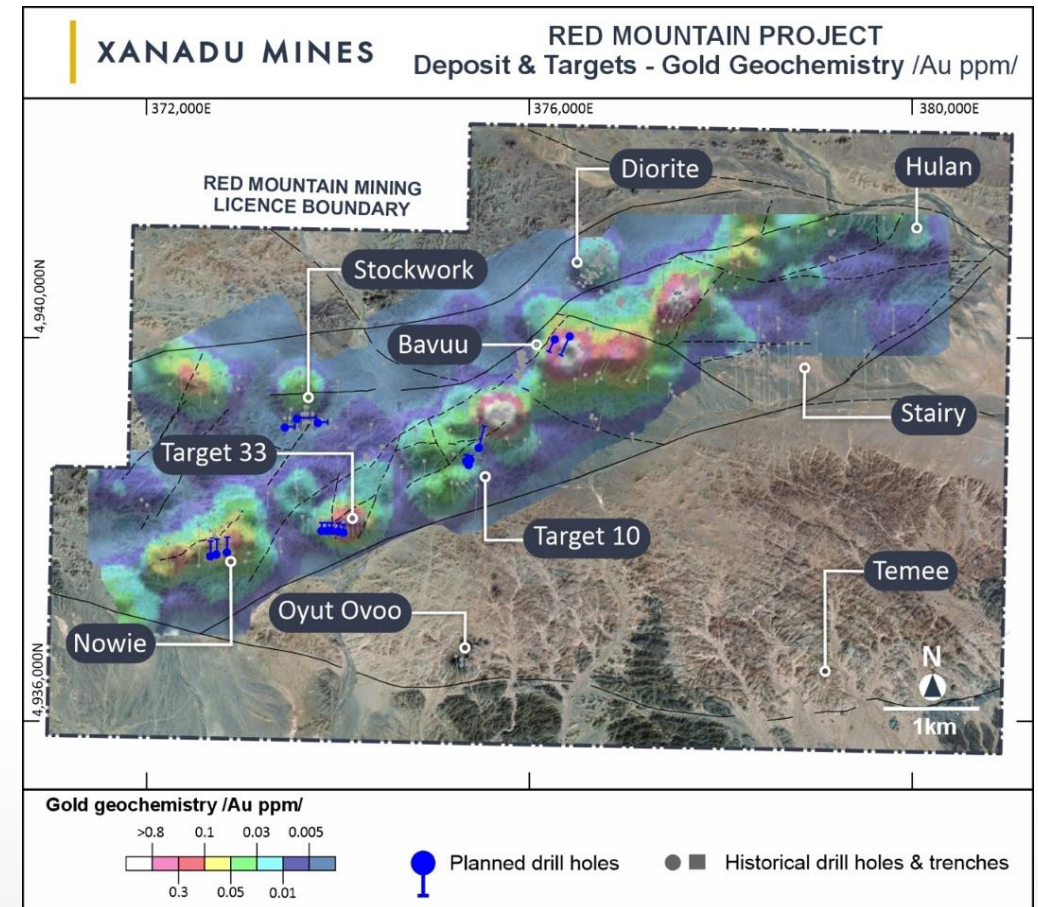 XANADU MINES
RED MOUNTAIN PROJECT
Deposit & Targets - Gold Geochemistry /Au ppm/
372,000E
376,000E
380,000E
4,940,000N
4,936,000N
RED MOUNTAIN MINING
LICENCE BOUNDARY
Diorite
Hulan
Stockwork
Bavuu
Stairy
Target 33
Target 10
Temee
Oyut Ovoo
Nowie
N
1km
Gold geochemistry /Au ppm/
>0.8 0.1 0.03 0.005
0.3 0.05 0.01
Planned drill holes
Historical drill holes & trenches